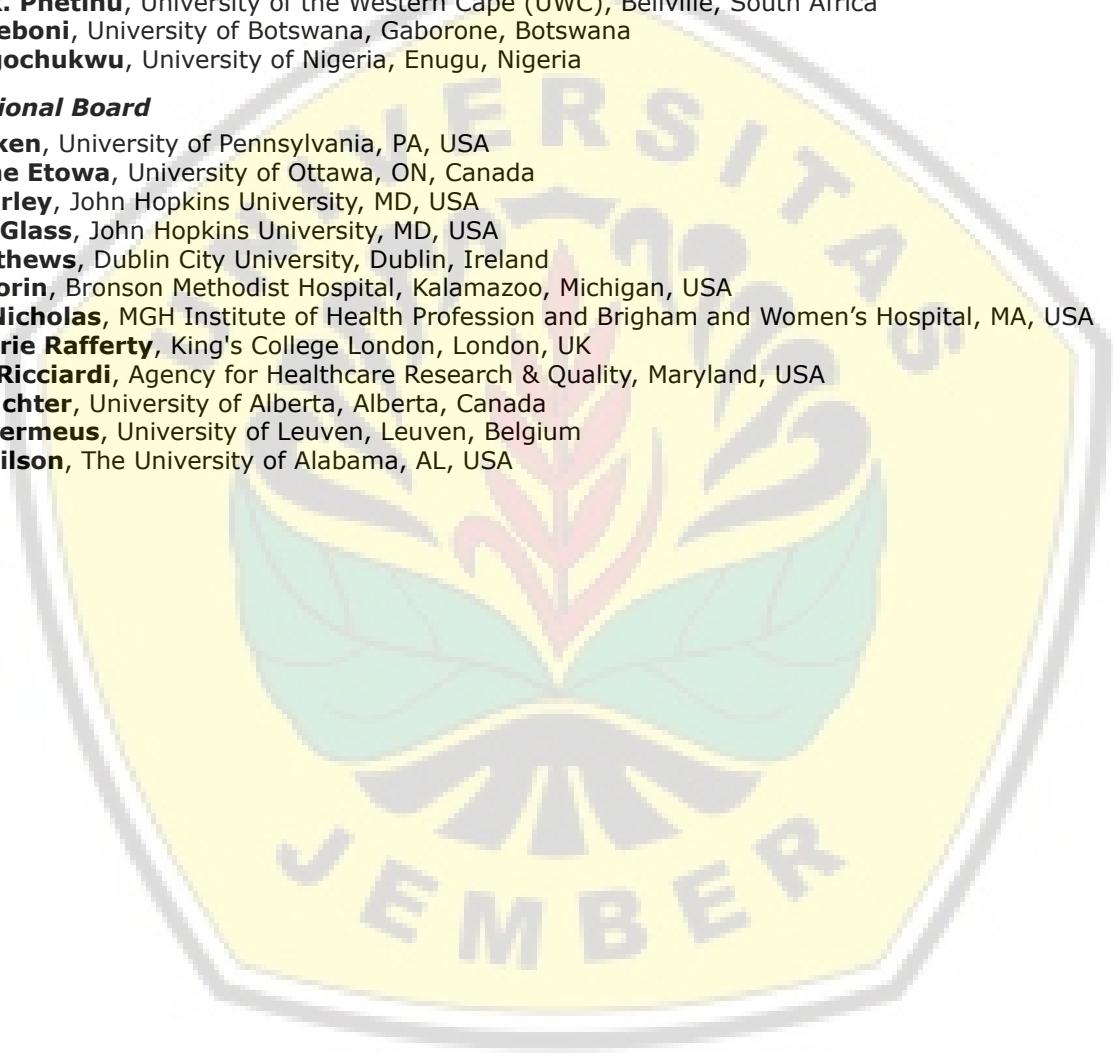 . Phetlhu, University of the Western Cape (UWC), Bellville, South Africa
eboni, University of Botswana, Gaborone, Botswana
gochukwu, University of Nigeria, Enugu, Nigeria
ional Board
ken, University of Pennsylvania, PA, USA
ne Etowa, University of Ottawa, ON, Canada
rley, John Hopkins University, MD, USA
Glass, John Hopkins University, MD, USA
thews, Dublin City University, Dublin, Ireland
orin, Bronson Methodist Hospital, Kalamazoo, Michigan, USA
Nicholas, MGH Institute of Health Profession and Brigham and Women’s Hospital, MA, USA
rie Rafferty, King's College London, London, UK
Ricciardi, Agency for Healthcare Research & Quality, Maryland, USA
chter, University of Alberta, Alberta, Canada
ermeus, University of Leuven, Leuven, Belgium
ilson, The University of Alabama, AL, USA
UNIVERSITAS
JEMBER